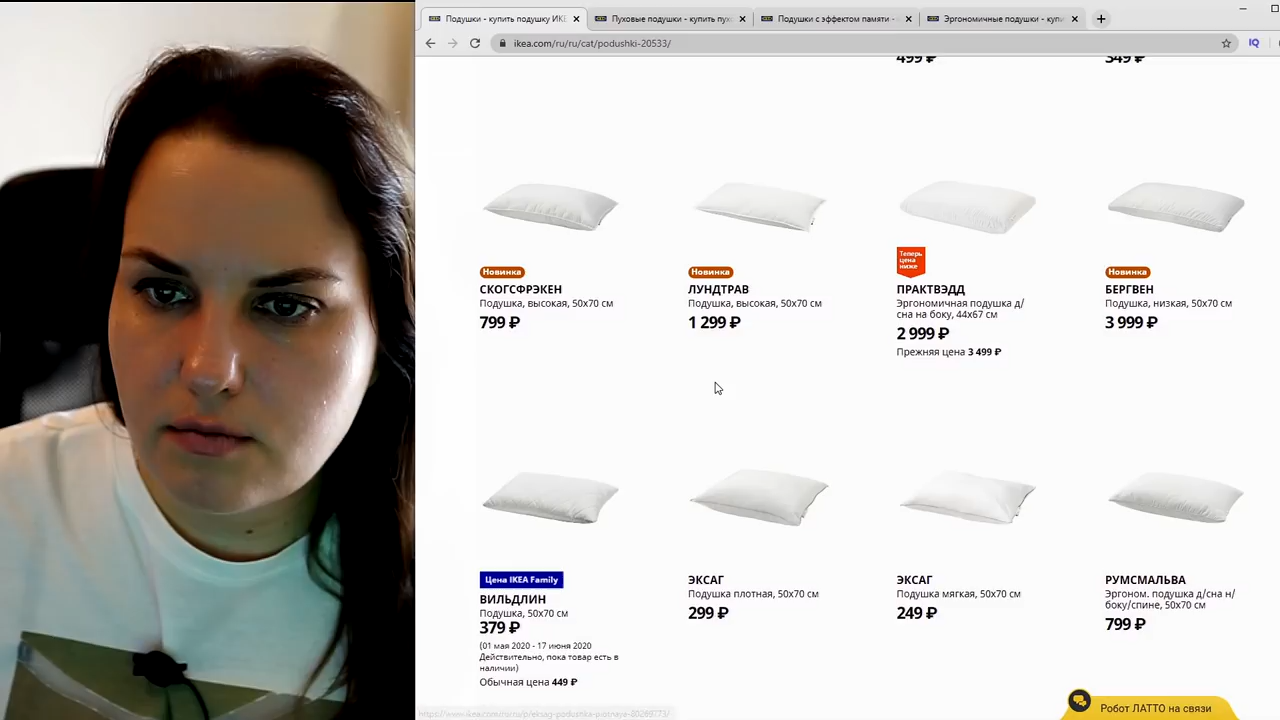 Подушки - купить подушку ИКЕ
Пуховые подушки - купить пух
Подушки с эффектом памяти -
Эргономичные подушки - купи
ikea.com/ru/ru/cat/podushki-20533/
IQ
499 ₽
349 ₽
Новинка
СКОГСФРЭКЕН
Подушка, высокая, 50x70 см
799 ₽
Новинка
ЛУНДТРАВ
Подушка, высокая, 50x70 см
1 299 ₽
Теперь
цена
ниже
ПРАКТВЭДД
Эргономичная подушка д/
сна на боку, 44x67 см
2 999 ₽
Прежняя цена 3 499 ₽
Новинка
БЕРГВЕН
Подушка, низкая, 50x70 см
3 999 ₽
Цена IKEA Family
ВИЛЬДЛИН
Подушка, 50x70 см
379 ₽
(01 мая 2020 - 17 июня 2020
Действительно, пока товар есть в
наличии)
Обычная цена 449 ₽
ЭКСАГ
Подушка плотная, 50x70 см
299 ₽
ЭКСАГ
Подушка мягкая, 50x70 см
249 ₽
РУМСМАЛЬВА
Эргоном. подушка д/сна н/
боку/спине, 50x70 см
799 ₽
Робот ЛАТТО на связи